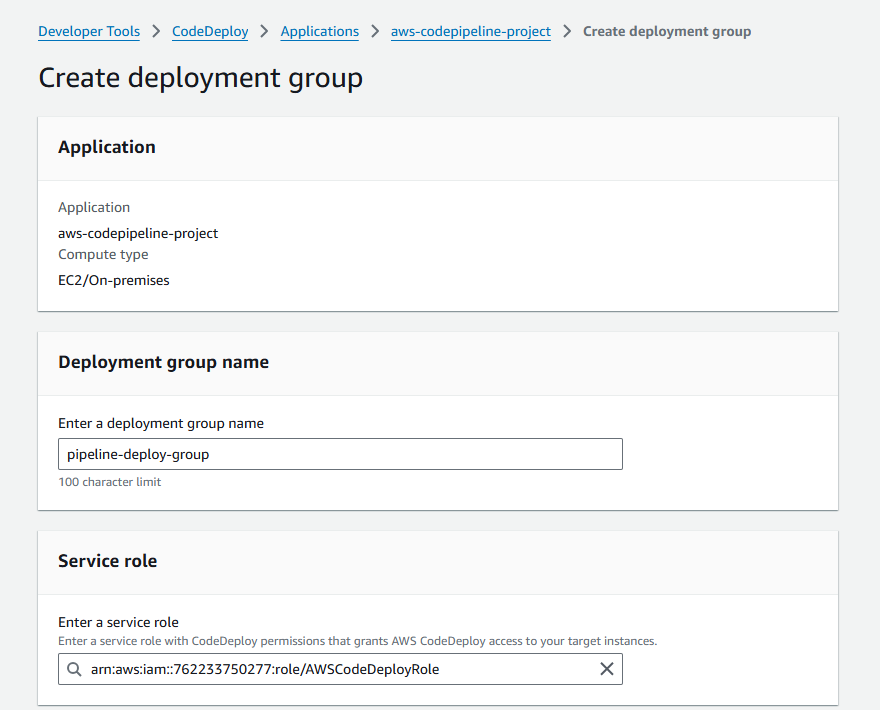 Developer Tools > CodeDeploy > Applications > aws-codepipeline-project > Create deployment group
Create deployment group
Application
Application
aws-codepipeline-project
Compute type
EC2/On-premises
Deployment group name
Enter a deployment group name
pipeline-deploy-group
100 character limit
Service role
Enter a service role
Enter a service role with CodeDeploy permissions that grants AWS CodeDeploy access to your target instances.
arn:aws:iam::762233750277:role/AWSCodeDeployRole